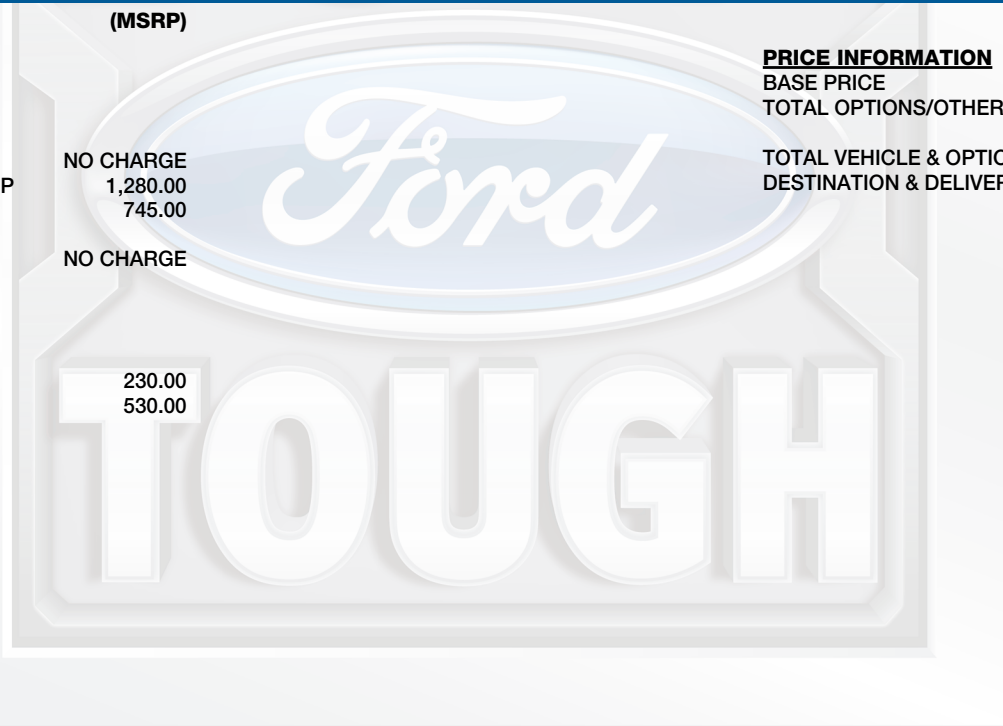 (MSRP)
PRICE INFORMATION
BASE PRICE
TOTAL OPTIONS/OTHER
NO CHARGE
TOTAL VEHICLE & OPTIO
P 1,280.00
DESTINATION & DELIVER
745.00
NO CHARGE
230.00
530.00
Ford
TOUGH